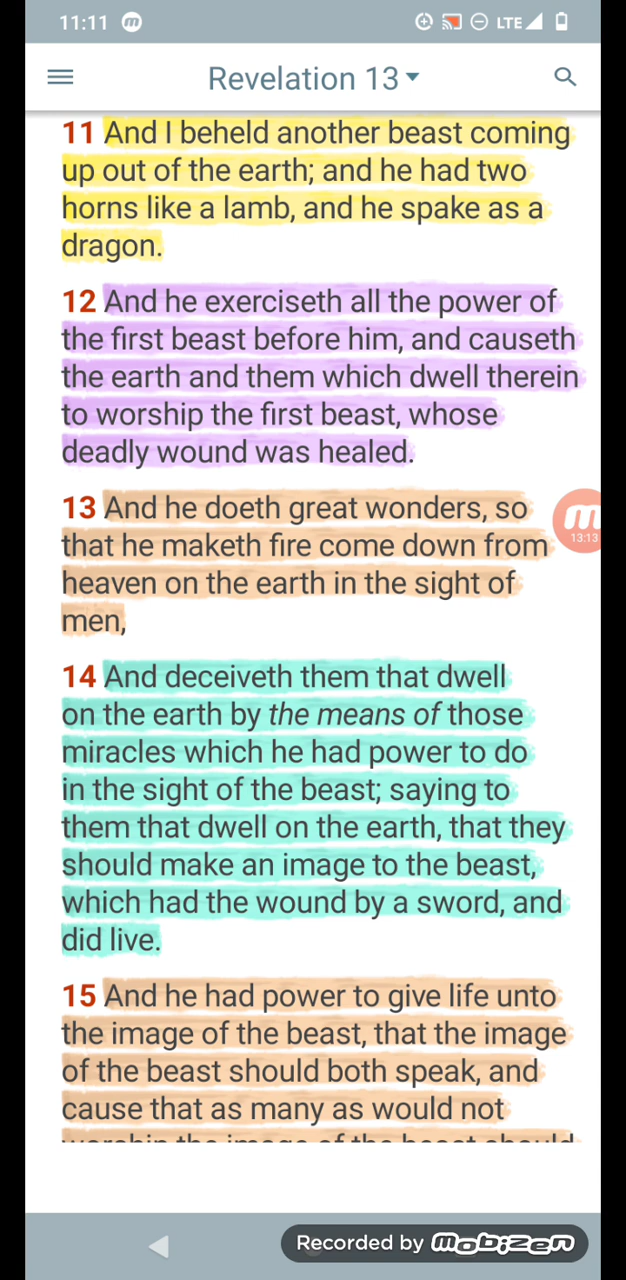 11:11 m LTE
Revelation 13
11 And I beheld another beast coming
up out of the earth; and he had two
horns like a lamb, and he spake as a
dragon.
12 And he exerciseth all the power of
the first beast before him, and causeth
the earth and them which dwell therein
to worship the first beast, whose
deadly wound was healed.
13 And he doeth great wonders, so
that he maketh fire come down from
heaven on the earth in the sight of
men,
m
13:13
14 And deceiveth them that dwell
on the earth by the means of those
miracles which he had power to do
in the sight of the beast; saying to
them that dwell on the earth, that they
should make an image to the beast,
which had the wound by a sword, and
did live.
15 And he had power to give life unto
the image of the beast, that the image
of the beast should both speak, and
cause that as many as would not
worship the image of the beast should
Recorded by mobizen